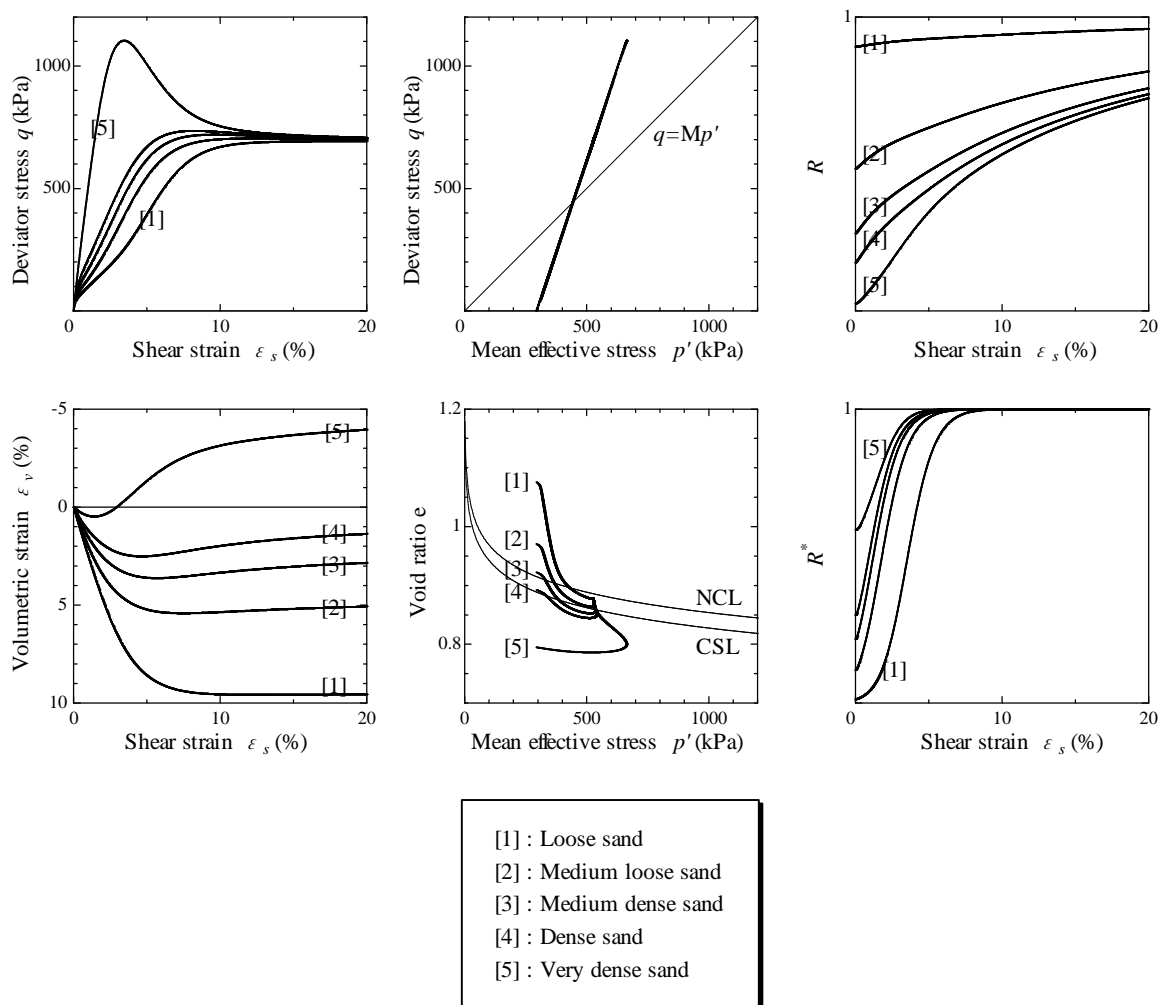 1000
500
0
10
20
Deviator stress q (kPa)
Shear strain εs (%)
[5]
[1]
1000
500
0
500
1000
Deviator stress q (kPa)
Mean effective stress p′ (kPa)
q=Mp′
1
0
10
20
R
Shear strain εs (%)
[1]
[2]
[3]
[4]
[5]
-5
0
5
10
0
10
20
Volumetric strain εv (%)
Shear strain εs (%)
[5]
[4]
[3]
[2]
[1]
1.2
1
0.8
0
500
1000
Void ratio e
Mean effective stress p′ (kPa)
[1]
[2]
[3]
[4]
[5]
NCL
CSL
1
0
10
20
R*
Shear strain εs (%)
[5]
[1]
[1] : Loose sand
[2] : Medium loose sand
[3] : Medium dense sand
[4] : Dense sand
[5] : Very dense sand